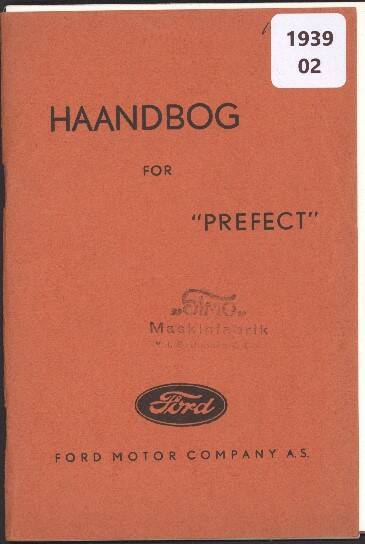 1939
02
HAANDBOG
FOR
"PREFECT"
Maskinfabrik
Ford
FORD MOTOR COMPANY A.S.